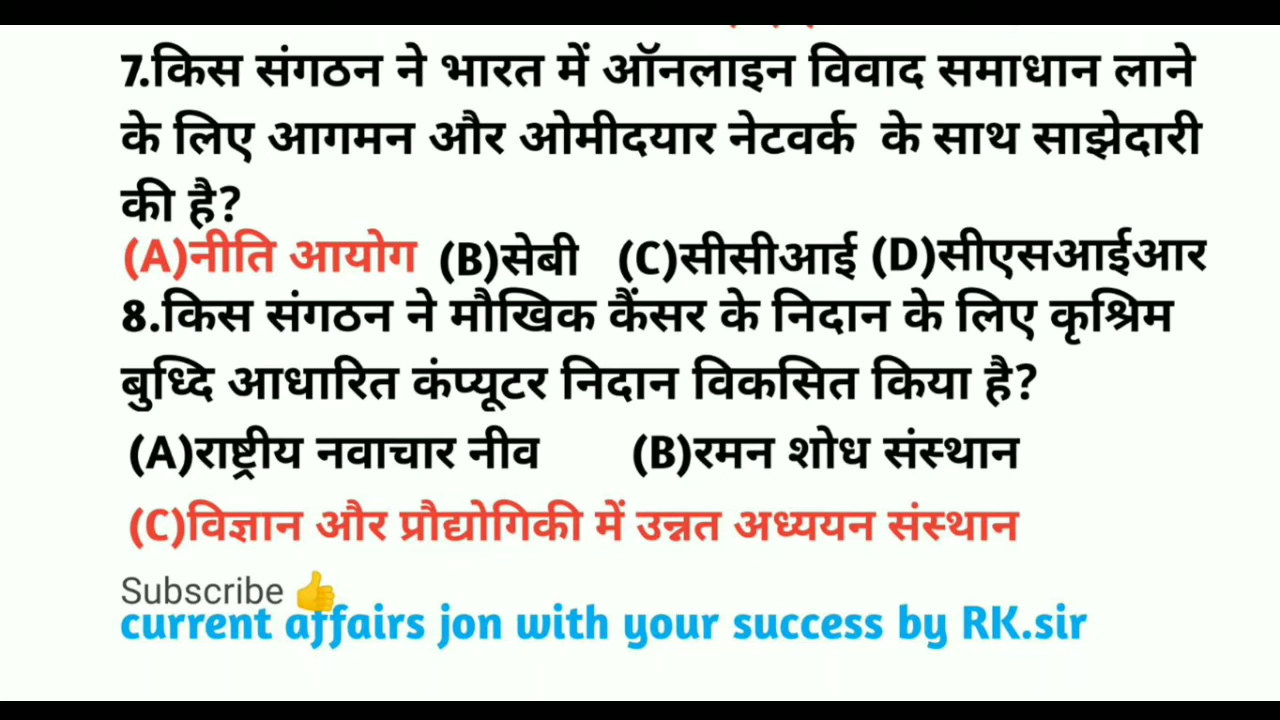 7.किस संगठन ने भारत में ऑनलाइन विवाद समाधान लाने
के लिए आगमन और ओमीदयार नेटवर्क के साथ साझेदारी
की है?
(A)नीति आयोग (B)सेबी (C)सीसीआई (D)सीएसआईआर
8.किस संगठन ने मौखिक कैंसर के निदान के लिए कृश्रिम
बुध्दि आधारित कंप्यूटर निदान विकसित किया है?
(A)राष्ट्रीय नवाचार नीव (B)रमन शोध संस्थान
(C)विज्ञान और प्रौद्योगिकी में उन्नत अध्ययन संस्थान
Subscribe 👍
current affairs jon with your success by RK.sir